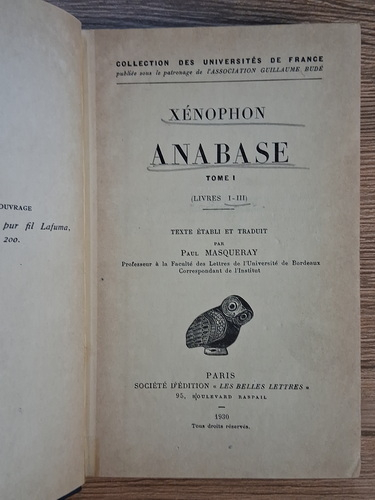 OUVRAGE
pur fil Lafuma,
200.
COLLECTION DES UNIVERSITÉS DE FRANCE
publiée sous le patronage de l'ASSOCIATION GUILLAUME BUDÉ
XÉNOPHON
ANABASE
TOME I
(LIVRES I-III)
TEXTE ÉTABLI ET TRADUIT
PAR
PAUL MASQUERAY
Professeur à la Faculté des Lettres de l'Université de Bordeaux
Correspondant de l'Institut
PARIS
SOCIÉTÉ D'ÉDITION « LES BELLES LETTRES »
95, BOULEVARD RASPAIL
1930
Tous droits réservés.